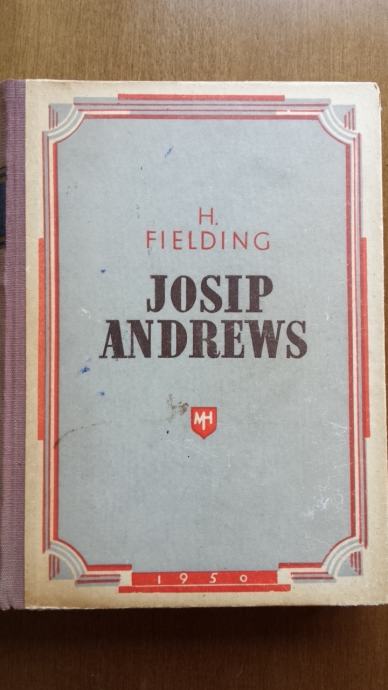 H.
FIELDING
JOSIP
ANDREWS
MH
1950